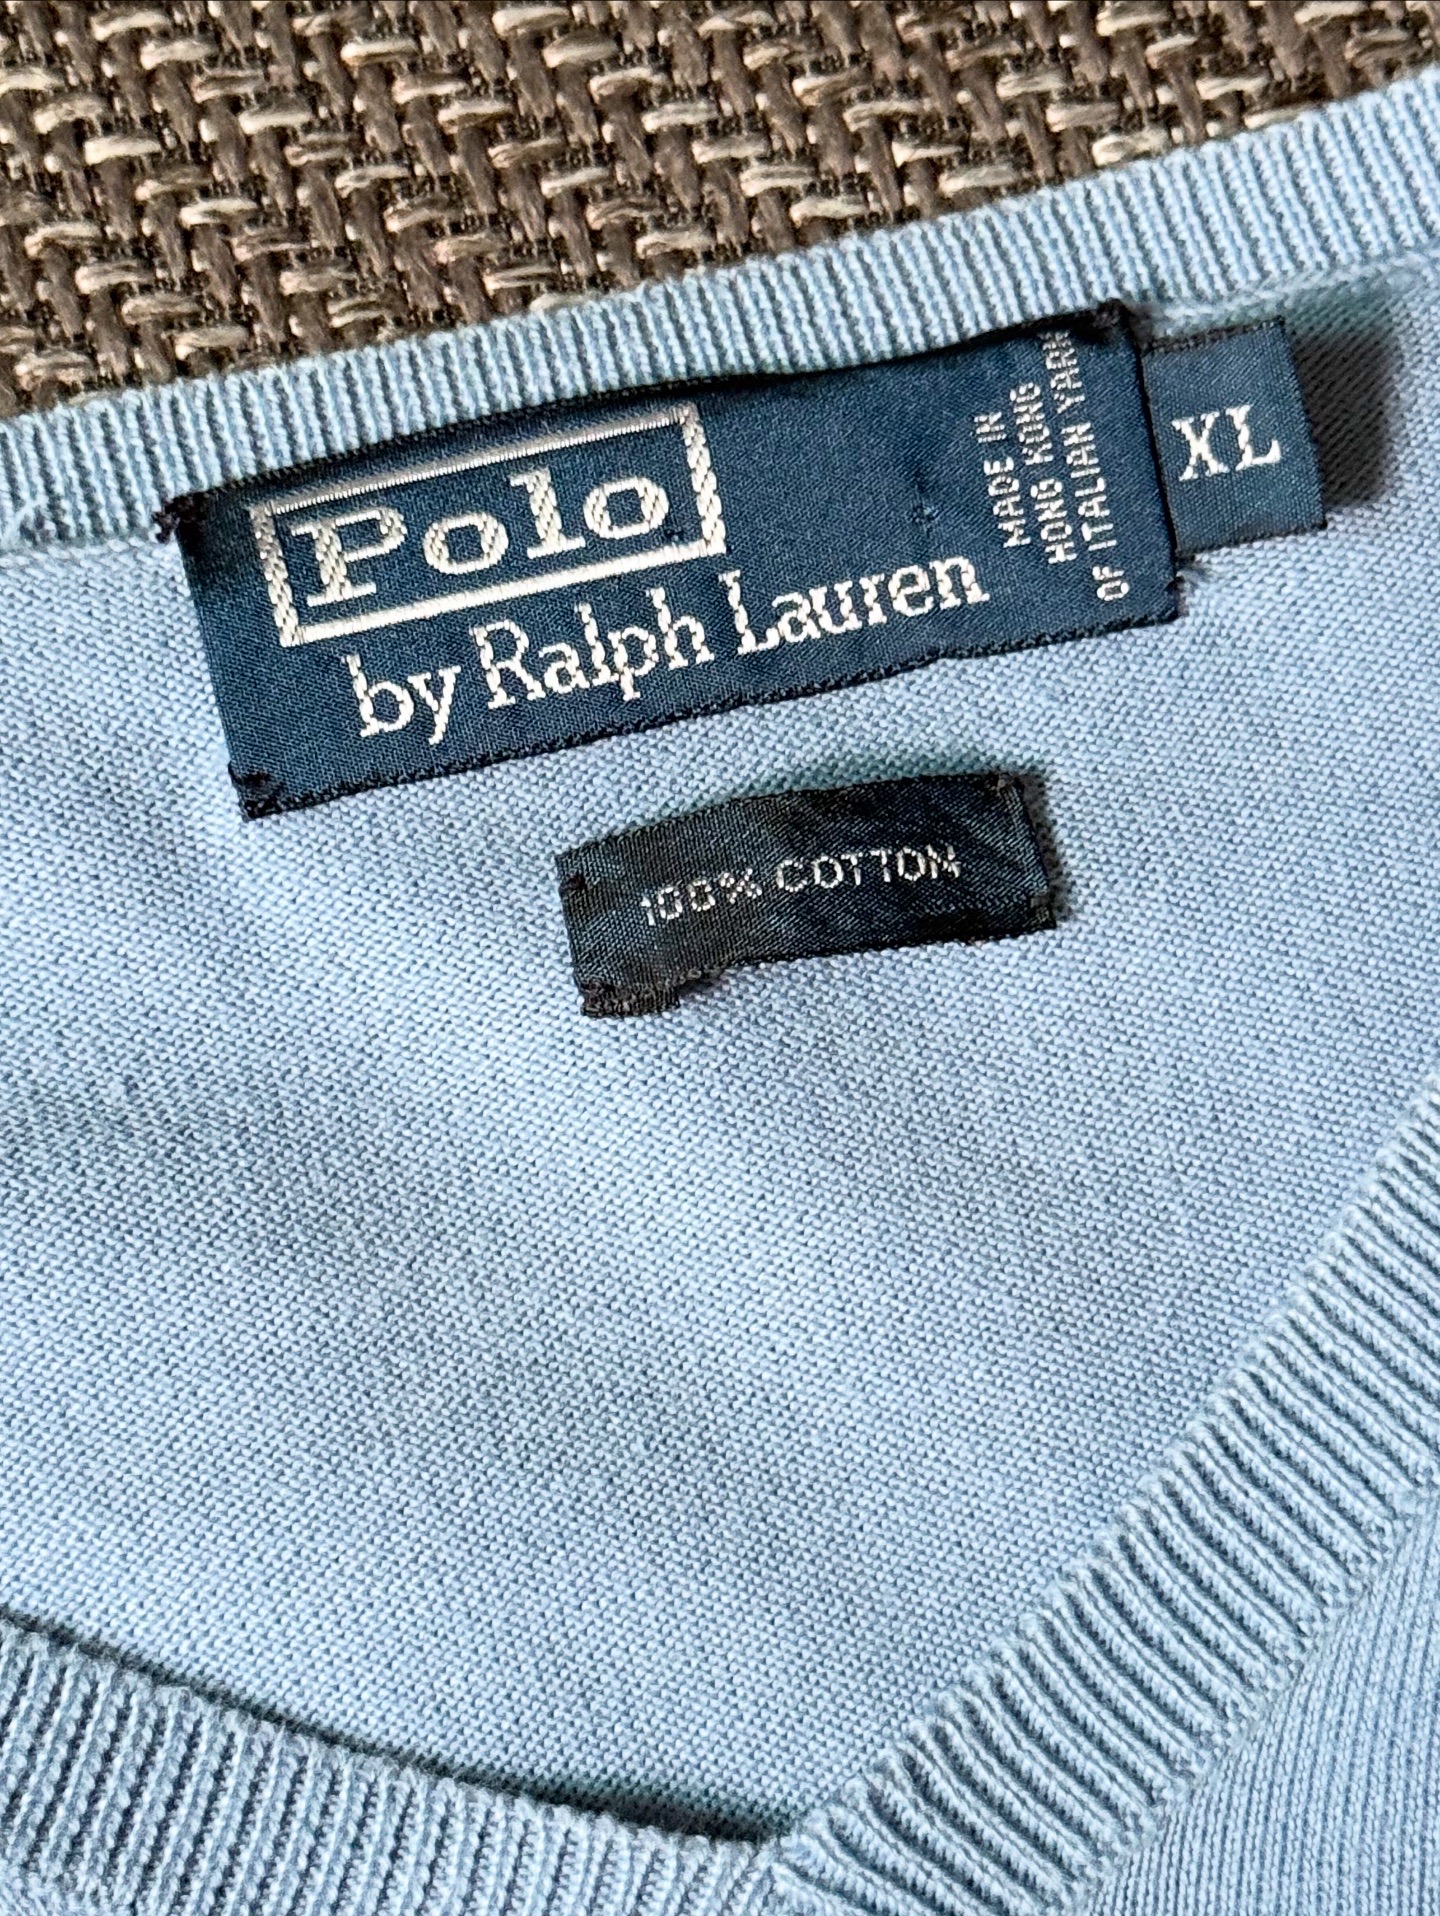 Polo
by Ralph Lauren
MADE IN
HONG KONG
OF ITALIAN YARN
XL
100% COTTON